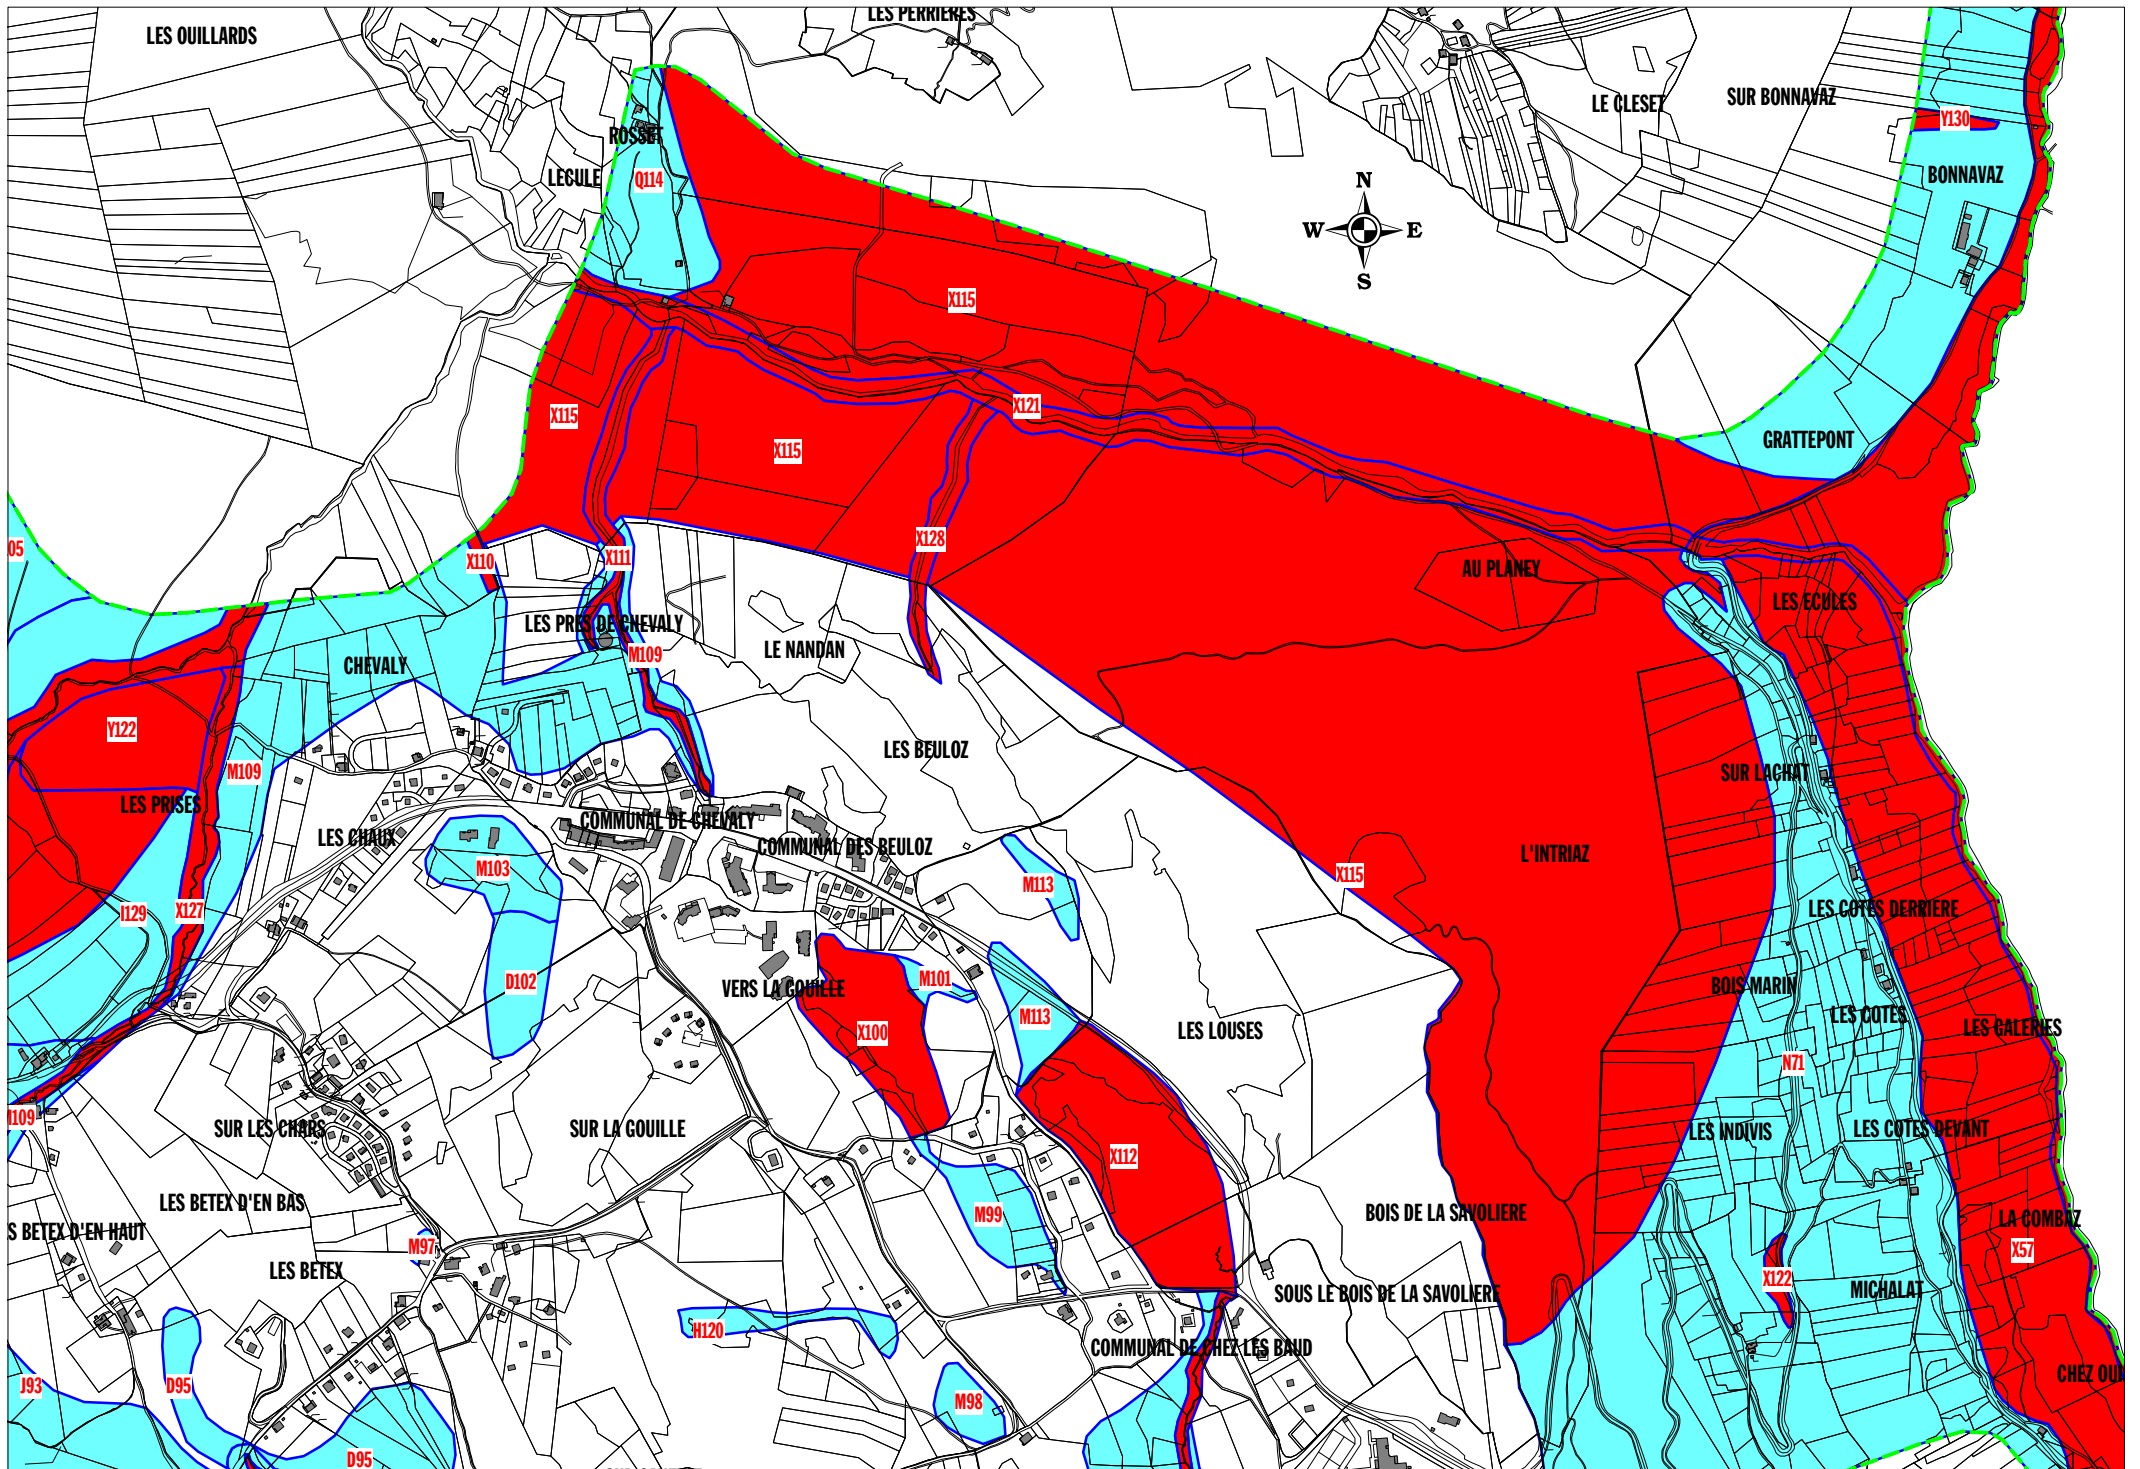 LES PERRIERES
LES OUILLARDS
SUR BONNAVAZ
LE CLESET
Y130
ROSSET
LECULE
Q114
BONNAVAZ
N
W E
S
X115
X121
X115
X115
GRATTEPONT
X128
05
X110
X111
AU PLANEY
LES ECULES
LES PRES DE CHEVALY
LE NANDAN
M109
CHEVALY
Y122
LES BEULOZ
M109
SUR LACHAT
LES PRISES
LES CHAUX
COMMUNAL DE CHEVALY
COMMUNAL DES BEULOZ
L'INTRIAZ
M103
X115
M113
I129
X127
LES COTES DERRIERE
D102
VERS LA GOUILLE
M101
BOIS MARIN
LES COTES
M113
X100
LES LOUSES
LES GALERIES
N71
109
SUR LES CHARS
SUR LA GOUILLE
LES INDIVIS
LES COTES DEVANT
X112
LES BETEX D'EN BAS
M99
BOIS DE LA SAVOLIERE
LA COMBAZ
S BETEX D'EN HAUT
M97
X57
LES BETEX
X122
MICHALAT
SOUS LE BOIS DE LA SAVOLIERE
H120
COMMUNAL DE CHEZ LES BAUD
CHEZ OUI
J93
D95
M98
D95